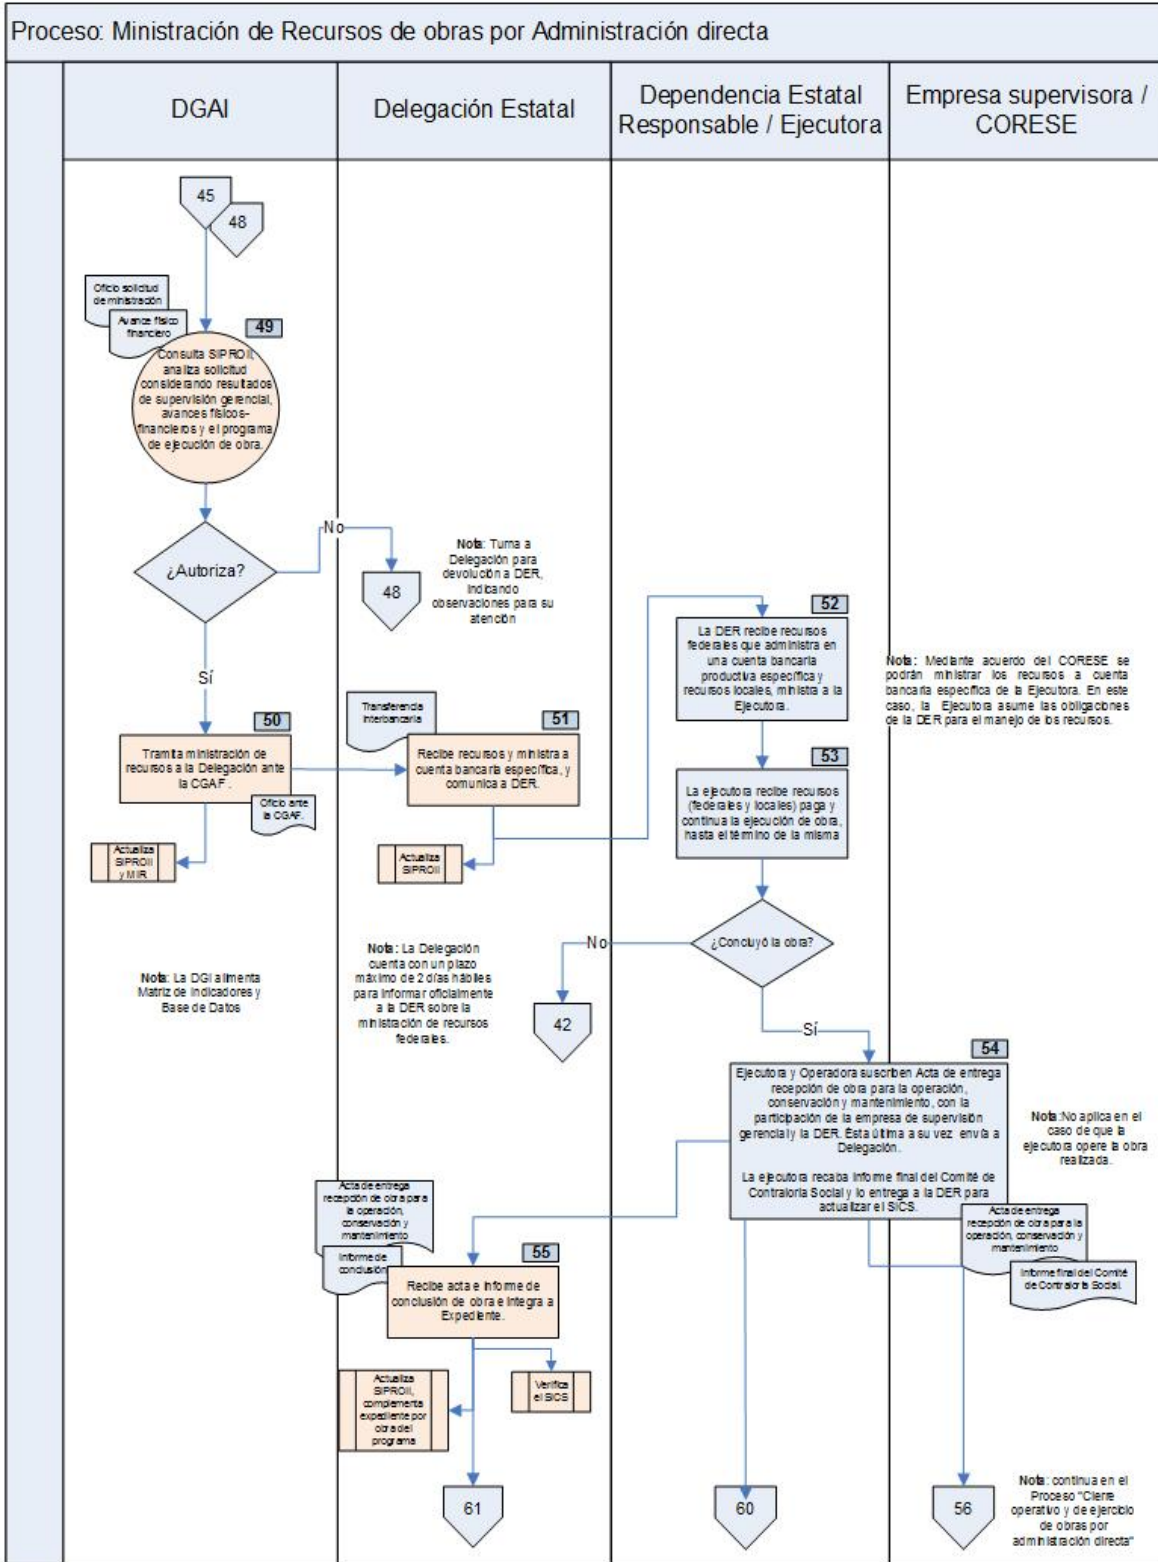 Proceso: Ministración de Recursos de obras por Administración directa
DGAI
Delegación Estatal
Dependencia Estatal
Responsable / Ejecutora
Empresa supervisora /
CORESE
45
48
Oficio solicitud
de ministración
Avance físico
financiero
49
Consulta SIPROII,
analiza solicitud
considerando resultados
de supervisión gerencial,
avances físicos-
financieros y el programa
de ejecución de obra.
¿Autoriza?
No
48
Nota: Turna a
Delegación para
devolución a DER,
indicando
observaciones para su
atención
Sí
50
Tramita ministración de
recursos a la Delegación ante
la CGAF.
Oficio ante
la CGAF.
Actualiza
SIPROII
y MIR
Nota: La DGI alimenta
Matriz de Indicadores y
Base de Datos
Transferencia
interbancaria
51
Recibe recursos y ministra a
cuenta bancaria específica, y
comunica a DER.
Actualiza
SIPROII
Nota: La Delegación
cuenta con un plazo
máximo de 2 días hábiles
para informar oficialmente
a la DER sobre la
ministración de recursos
federales.
52
La DER recibe recursos
federales que administra en
una cuenta bancaria
productiva específica y
recursos locales, ministra a la
Ejecutora.
Nota: Mediante acuerdo del CORESE se
podrán ministrar los recursos a cuenta
bancaria específica de la Ejecutora. En este
caso, la Ejecutora asume las obligaciones
de la DER para el manejo de los recursos.
53
La ejecutora recibe recursos
(federales y locales) paga y
continua la ejecución de obra,
hasta el término de la misma
¿Concluyó la obra?
No
42
Sí
54
Ejecutora y Operadora suscriben Acta de entrega
recepción de obra para la operación,
conservación y mantenimiento, con la
participación de la empresa de supervisión
gerencial y la DER. Ésta última a su vez envía a
Delegación.
La ejecutora recaba informe final del Comité de
Contraloría Social y lo entrega a la DER para
actualizar el SICS.
Nota:No aplica en el
caso de que la
ejecutora opere la obra
realizada.
Acta de entrega
recepción de obra para la
operación, conservación y
mantenimiento
Informe final del Comité
de Contraloría Social.
Acta de entrega
recepción de obra para
la operación,
conservación y
mantenimiento
Informe de
conclusión
55
Recibe acta e informe de
conclusión de obra e integra a
Expediente.
Actualiza
SIPROII,
complementa
expediente por
obra del
programa
Verifica
el SICS
61
60
56
Nota: continua en el
Proceso "Cierre
operativo y de ejercicio
de obras por
administración directa"